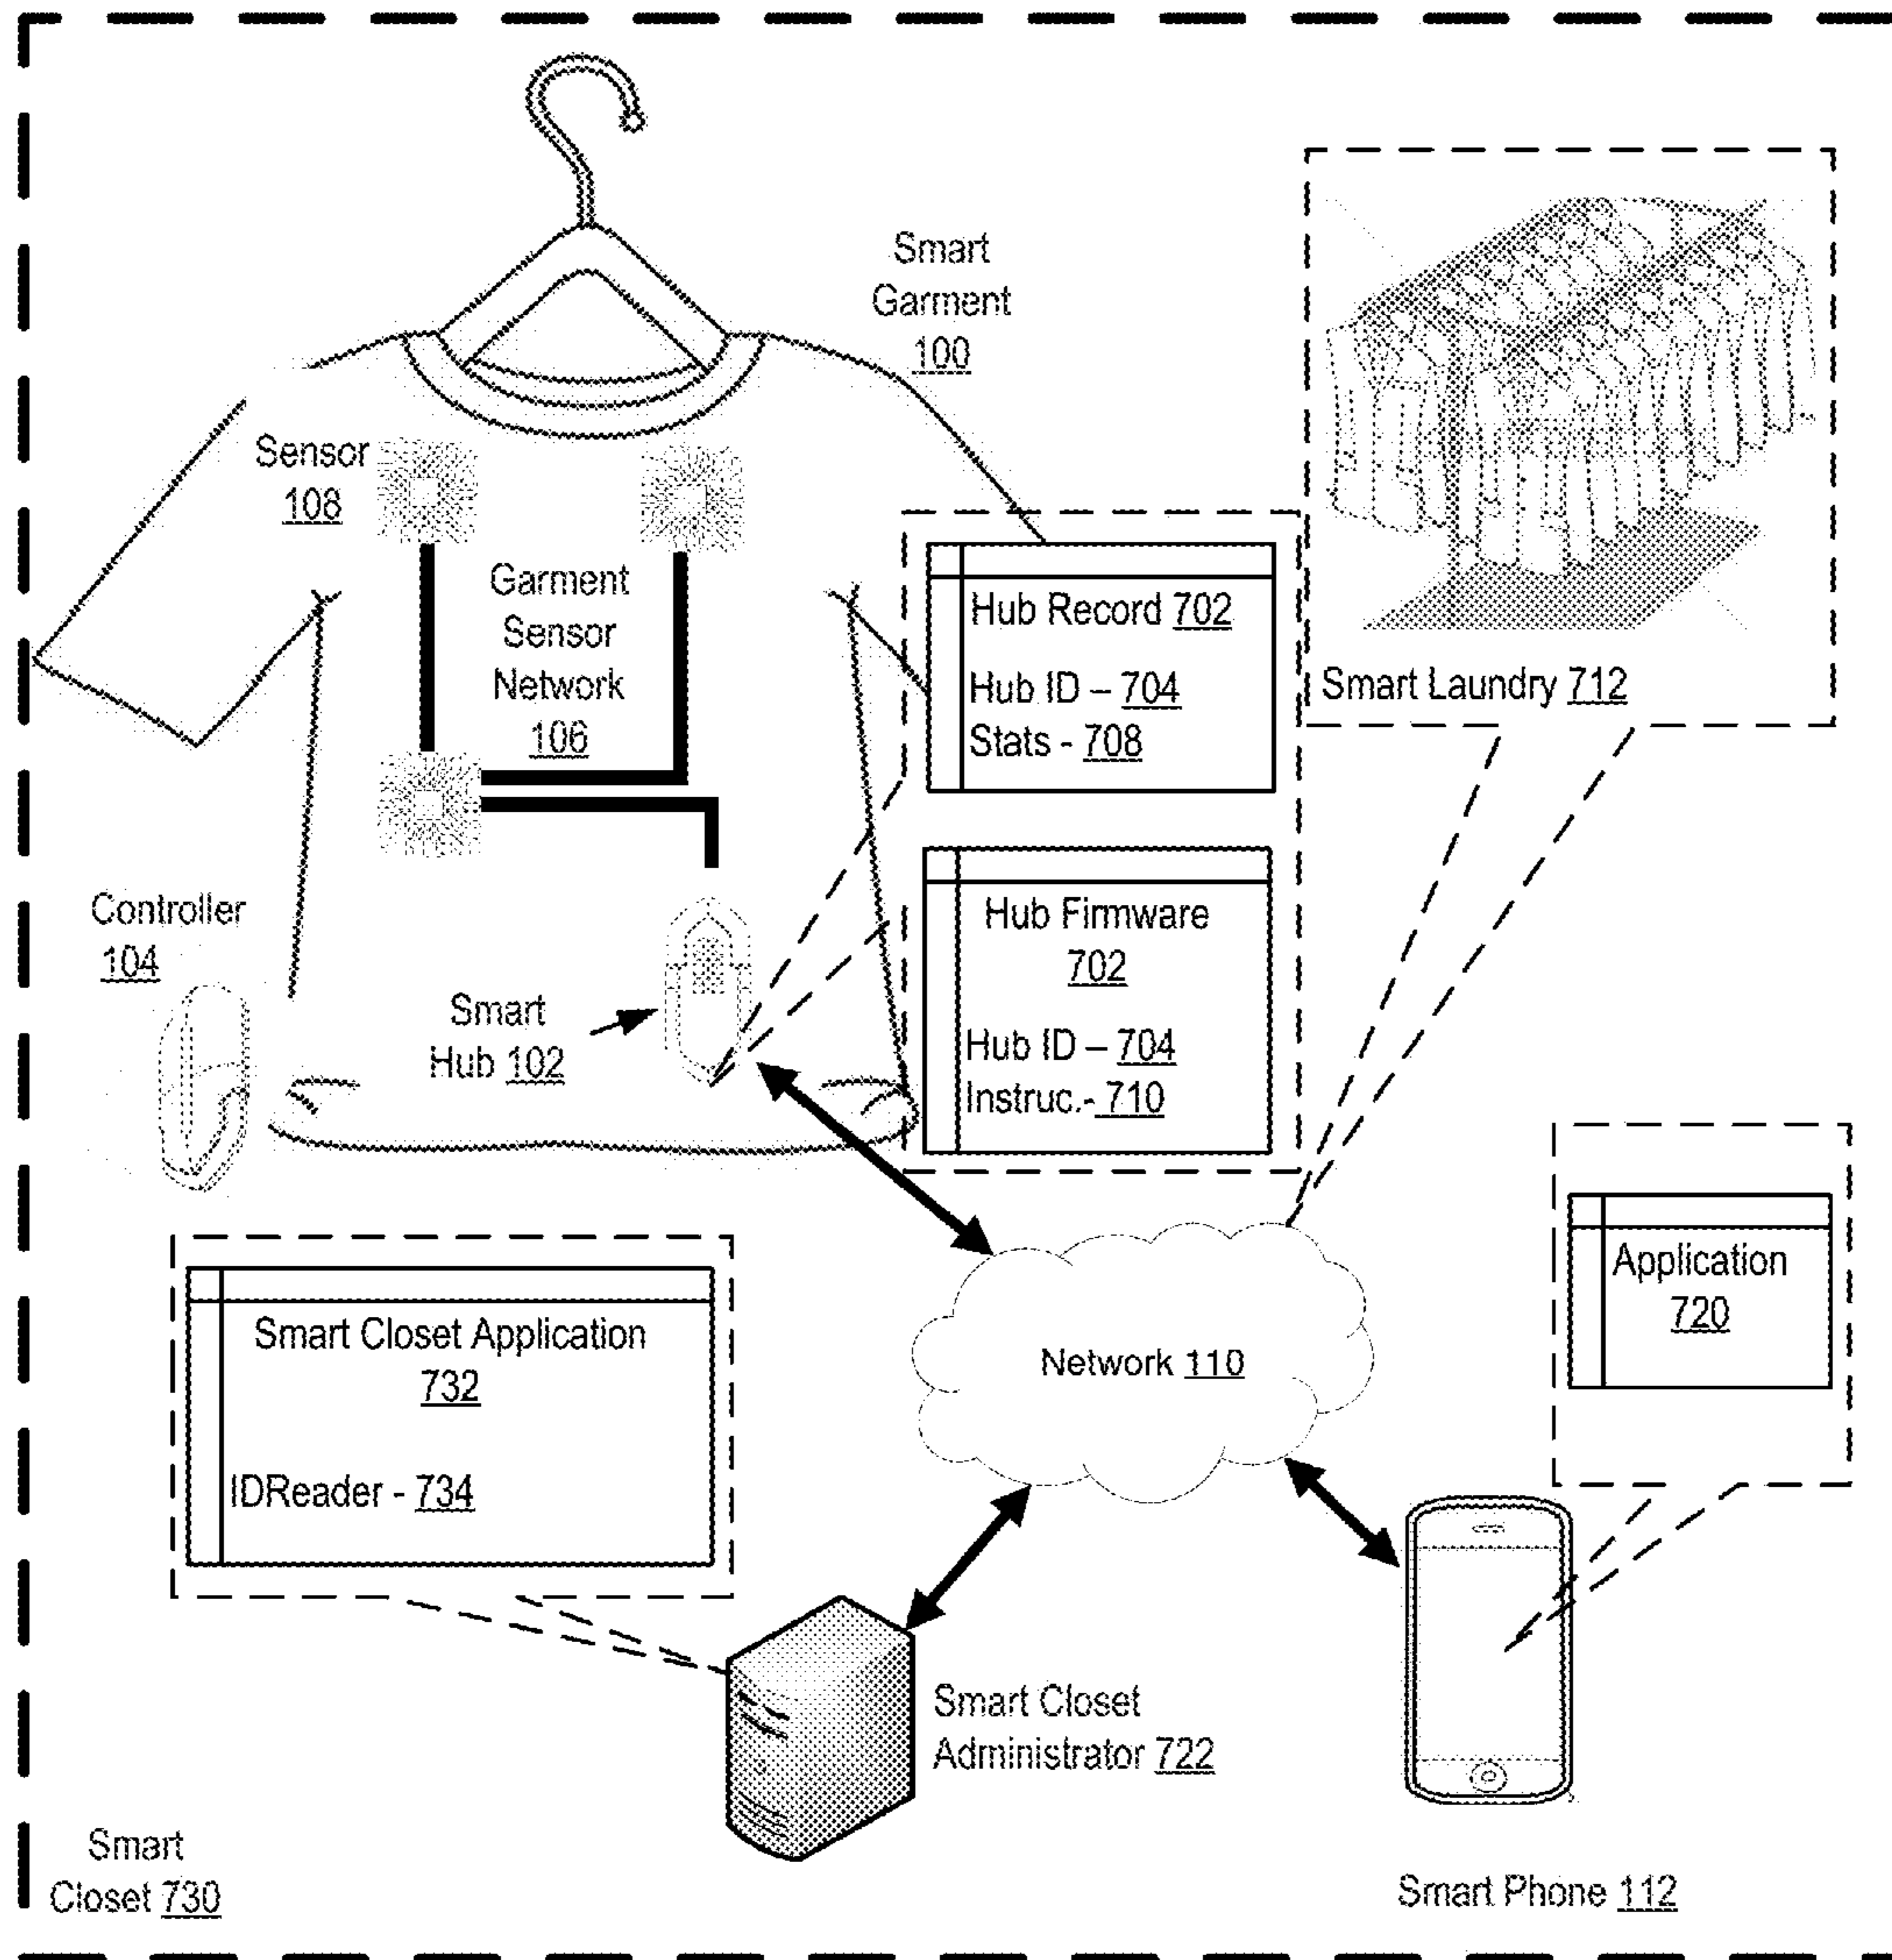 Smart
Garment
100
Sensor
108
Garment
Sensor
Network
106
Hub Record 702
Hub ID – 704
Stats - 708
Smart Laundry 712
Controller
104
Hub Firmware
702
Hub ID – 704
Instruc.- 710
Smart
Hub 102
Smart Closet Application
732
IDReader - 734
Network 110
Application
720
Smart Closet
Administrator 722
Smart
Closet 730
Smart Phone 112